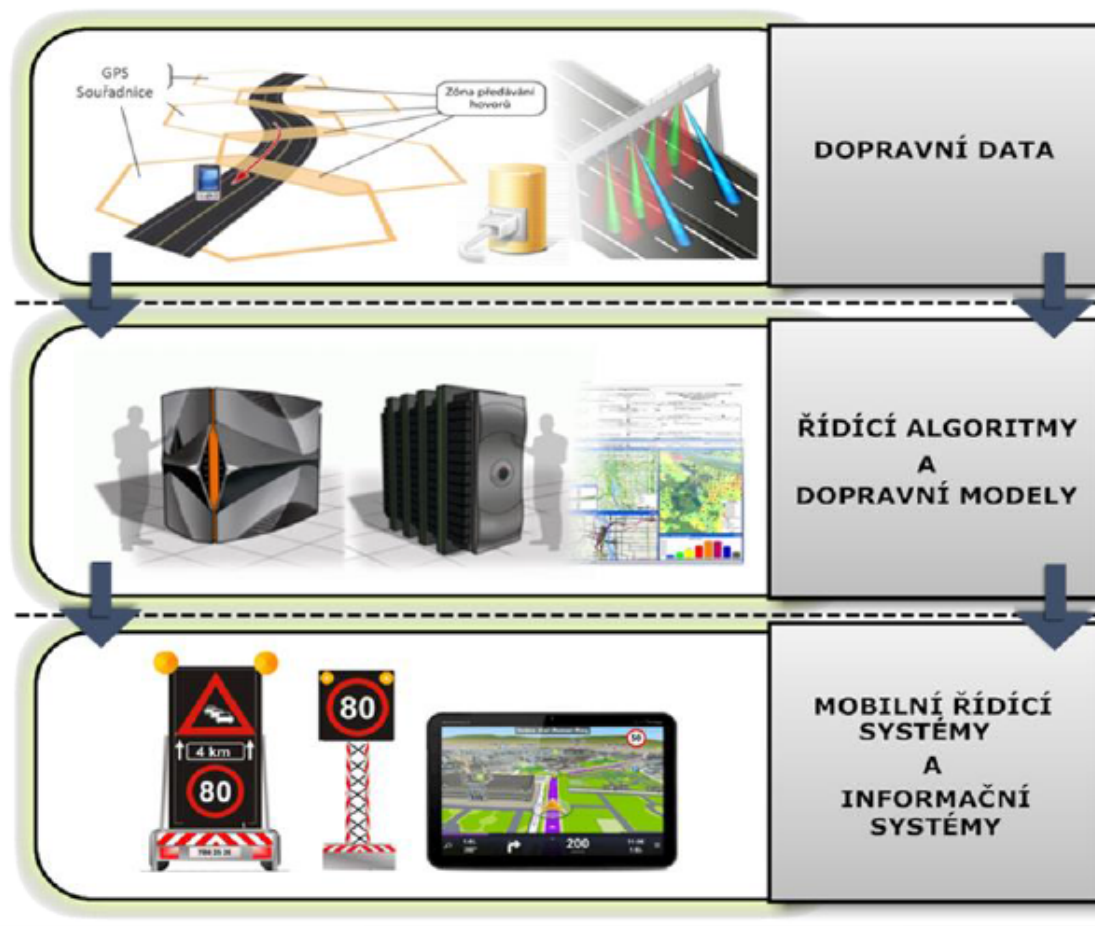 GPS
Souřadnice
Zóna předávání
hovorů
DOPRAVNÍ DATA
ŘÍDÍCÍ ALGORITMY
A
DOPRAVNÍ MODELY
4 km
80
80
50
200
MOBILNÍ ŘÍDÍCÍ
SYSTÉMY
A
INFORMAČNÍ
SYSTÉMY